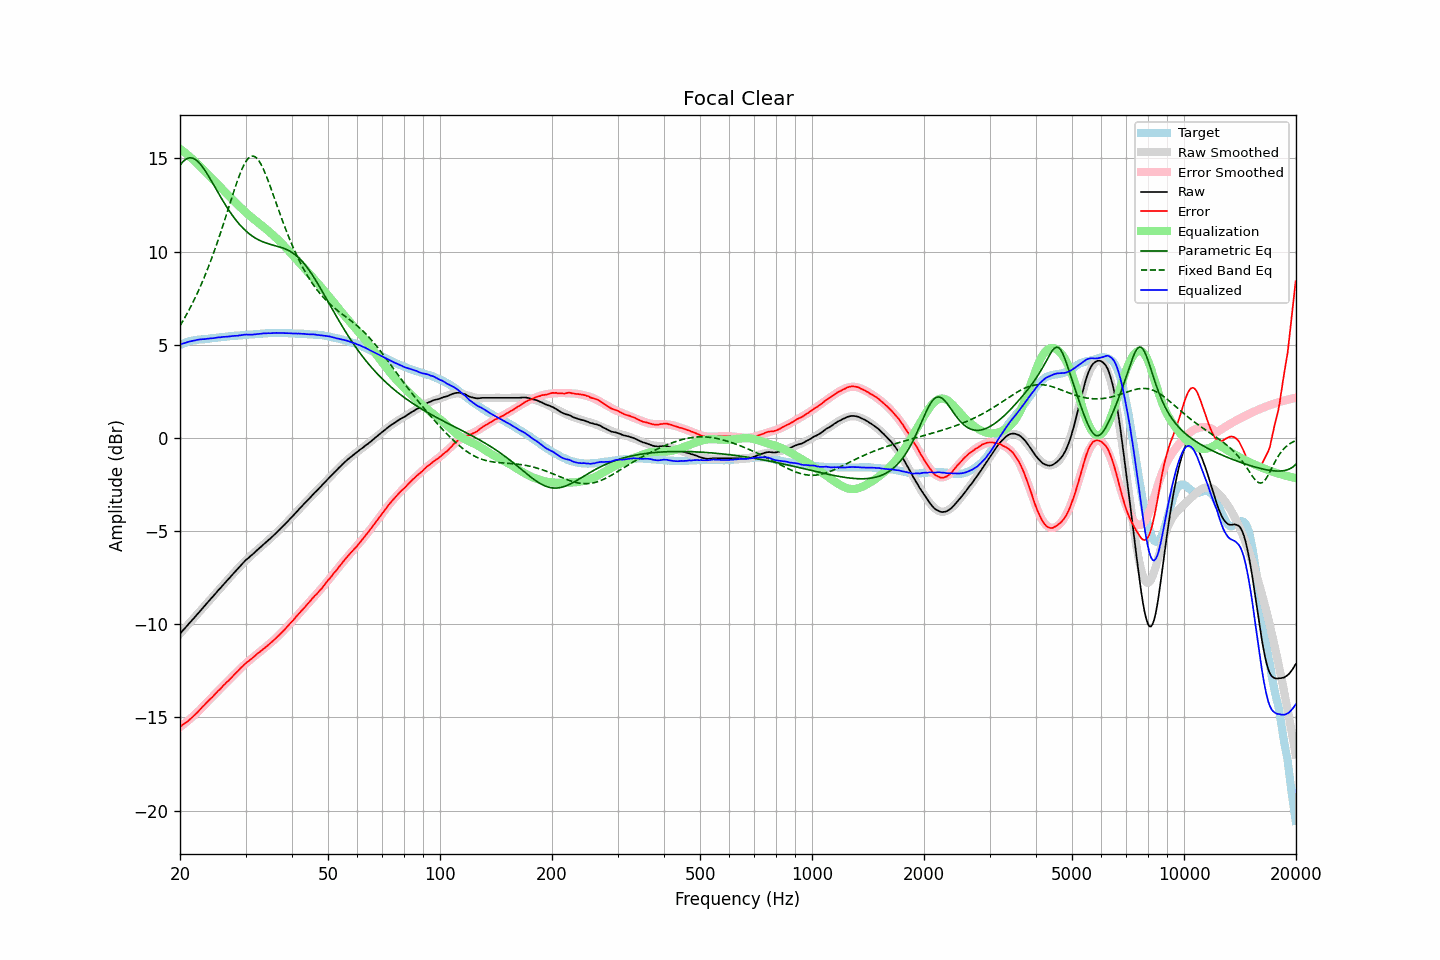 Focal Clear
Target
Raw Smoothed
Error Smoothed
Raw
Error
Equalization
Parametric Eq
Fixed Band Eq
Equalized
15
10
5
0
−5
−10
−15
−20
Amplitude (dBr)
20 50 100 200 500 1000 2000 5000 10000 20000
Frequency (Hz)